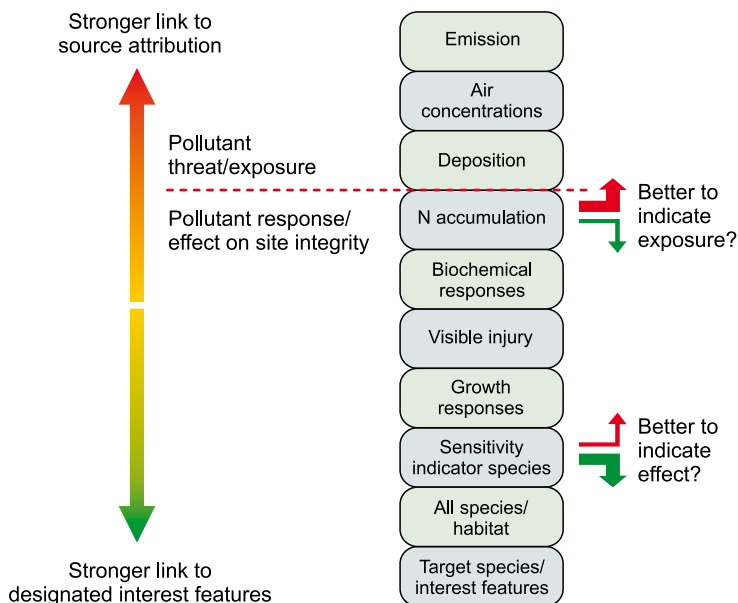 Stronger link to
source attribution
Pollutant
threat/exposure
Pollutant response/
effect on site integrity
Stronger link to
designated interest features
Emission
Air
concentrations
Deposition
N accumulation
Biochemical
responses
Visible injury
Growth
responses
Sensitivity
indicator species
All species/
habitat
Target species/
interest features
Better to
indicate
exposure?
Better to
indicate
effect?